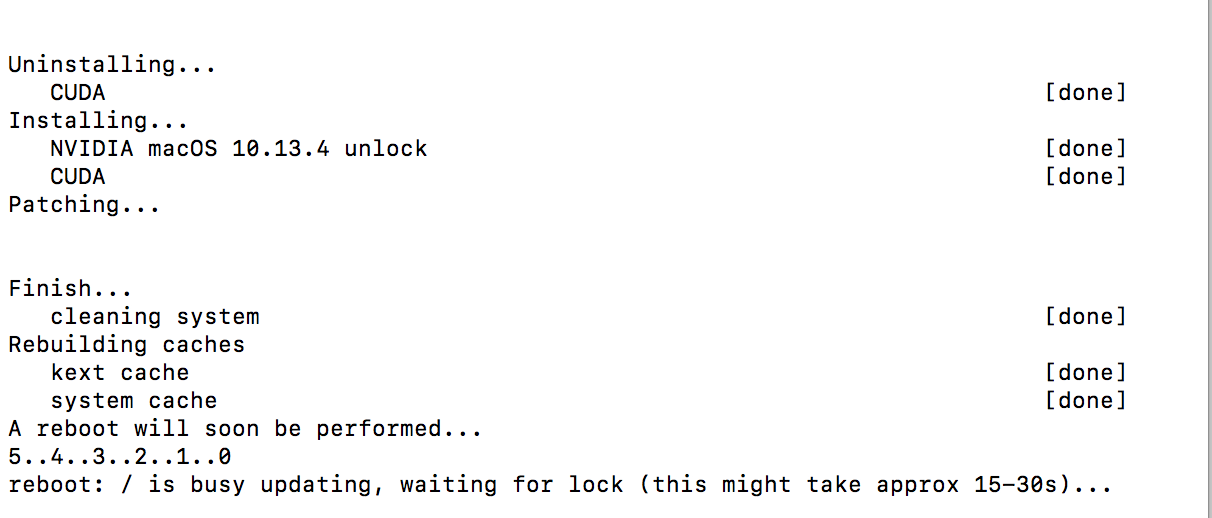 Uninstalling...
CUDA [done]
Installing...
NVIDIA macOS 10.13.4 unlock [done]
CUDA [done]
Patching...
Finish...
cleaning system [done]
Rebuilding caches
kext cache [done]
system cache [done]
A reboot will soon be performed...
5..4..3..2..1..0
reboot: / is busy updating, waiting for lock (this might take approx 15-30s)...